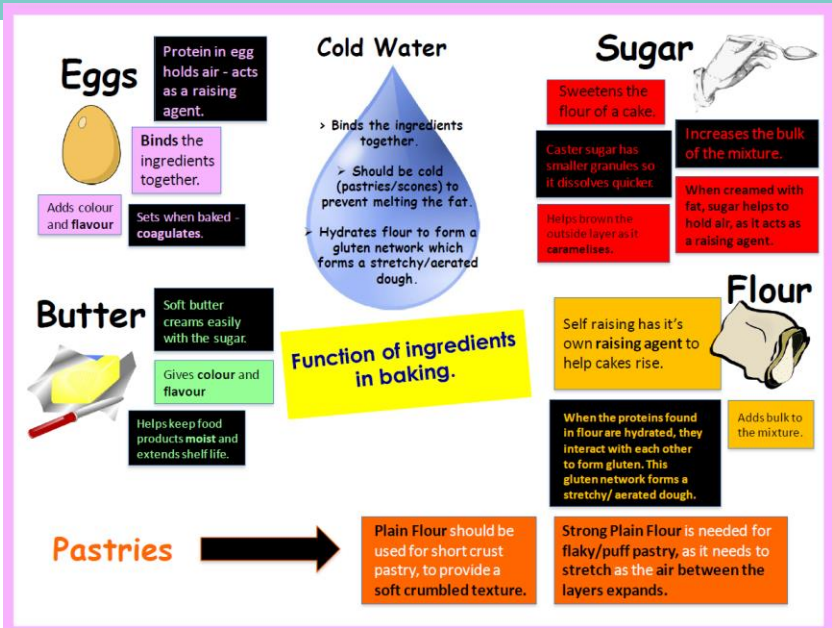 Eggs
Protein in egg
holds air - acts
as a raising
agent.
Binds the
ingredients
together.
Adds colour
and flavour
Sets when baked -
coagulates.
Cold Water
› Binds the ingredients
together.
➢ Should be cold
(pastries/scones) to
prevent melting the fat.
➢ Hydrates flour to form a
gluten network which
forms a stretchy/aerated
dough.
Sugar
Sweetens the
flour of a cake.
Caster sugar has
smaller granules so
it dissolves quicker.
Helps brown the
outside layer as it
caramelises.
Increases the bulk
of the mixture.
When creamed with
fat, sugar helps to
hold air, as it acts as
a raising agent.
Butter
Soft butter
creams easily
with the sugar.
Gives colour and
flavour
Helps keep food
products moist and
extends shelf life.
Function of ingredients
in baking.
Flour
Self raising has it's
own raising agent to
help cakes rise.
When the proteins found
in flour are hydrated, they
interact with each other
to form gluten. This
gluten network forms a
stretchy/ aerated dough.
Adds bulk to
the mixture.
Pastries
Plain Flour should be
used for short crust
pastry, to provide a
soft crumbled texture.
Strong Plain Flour is needed for
flaky/puff pastry, as it needs to
stretch as the air between the
layers expands.